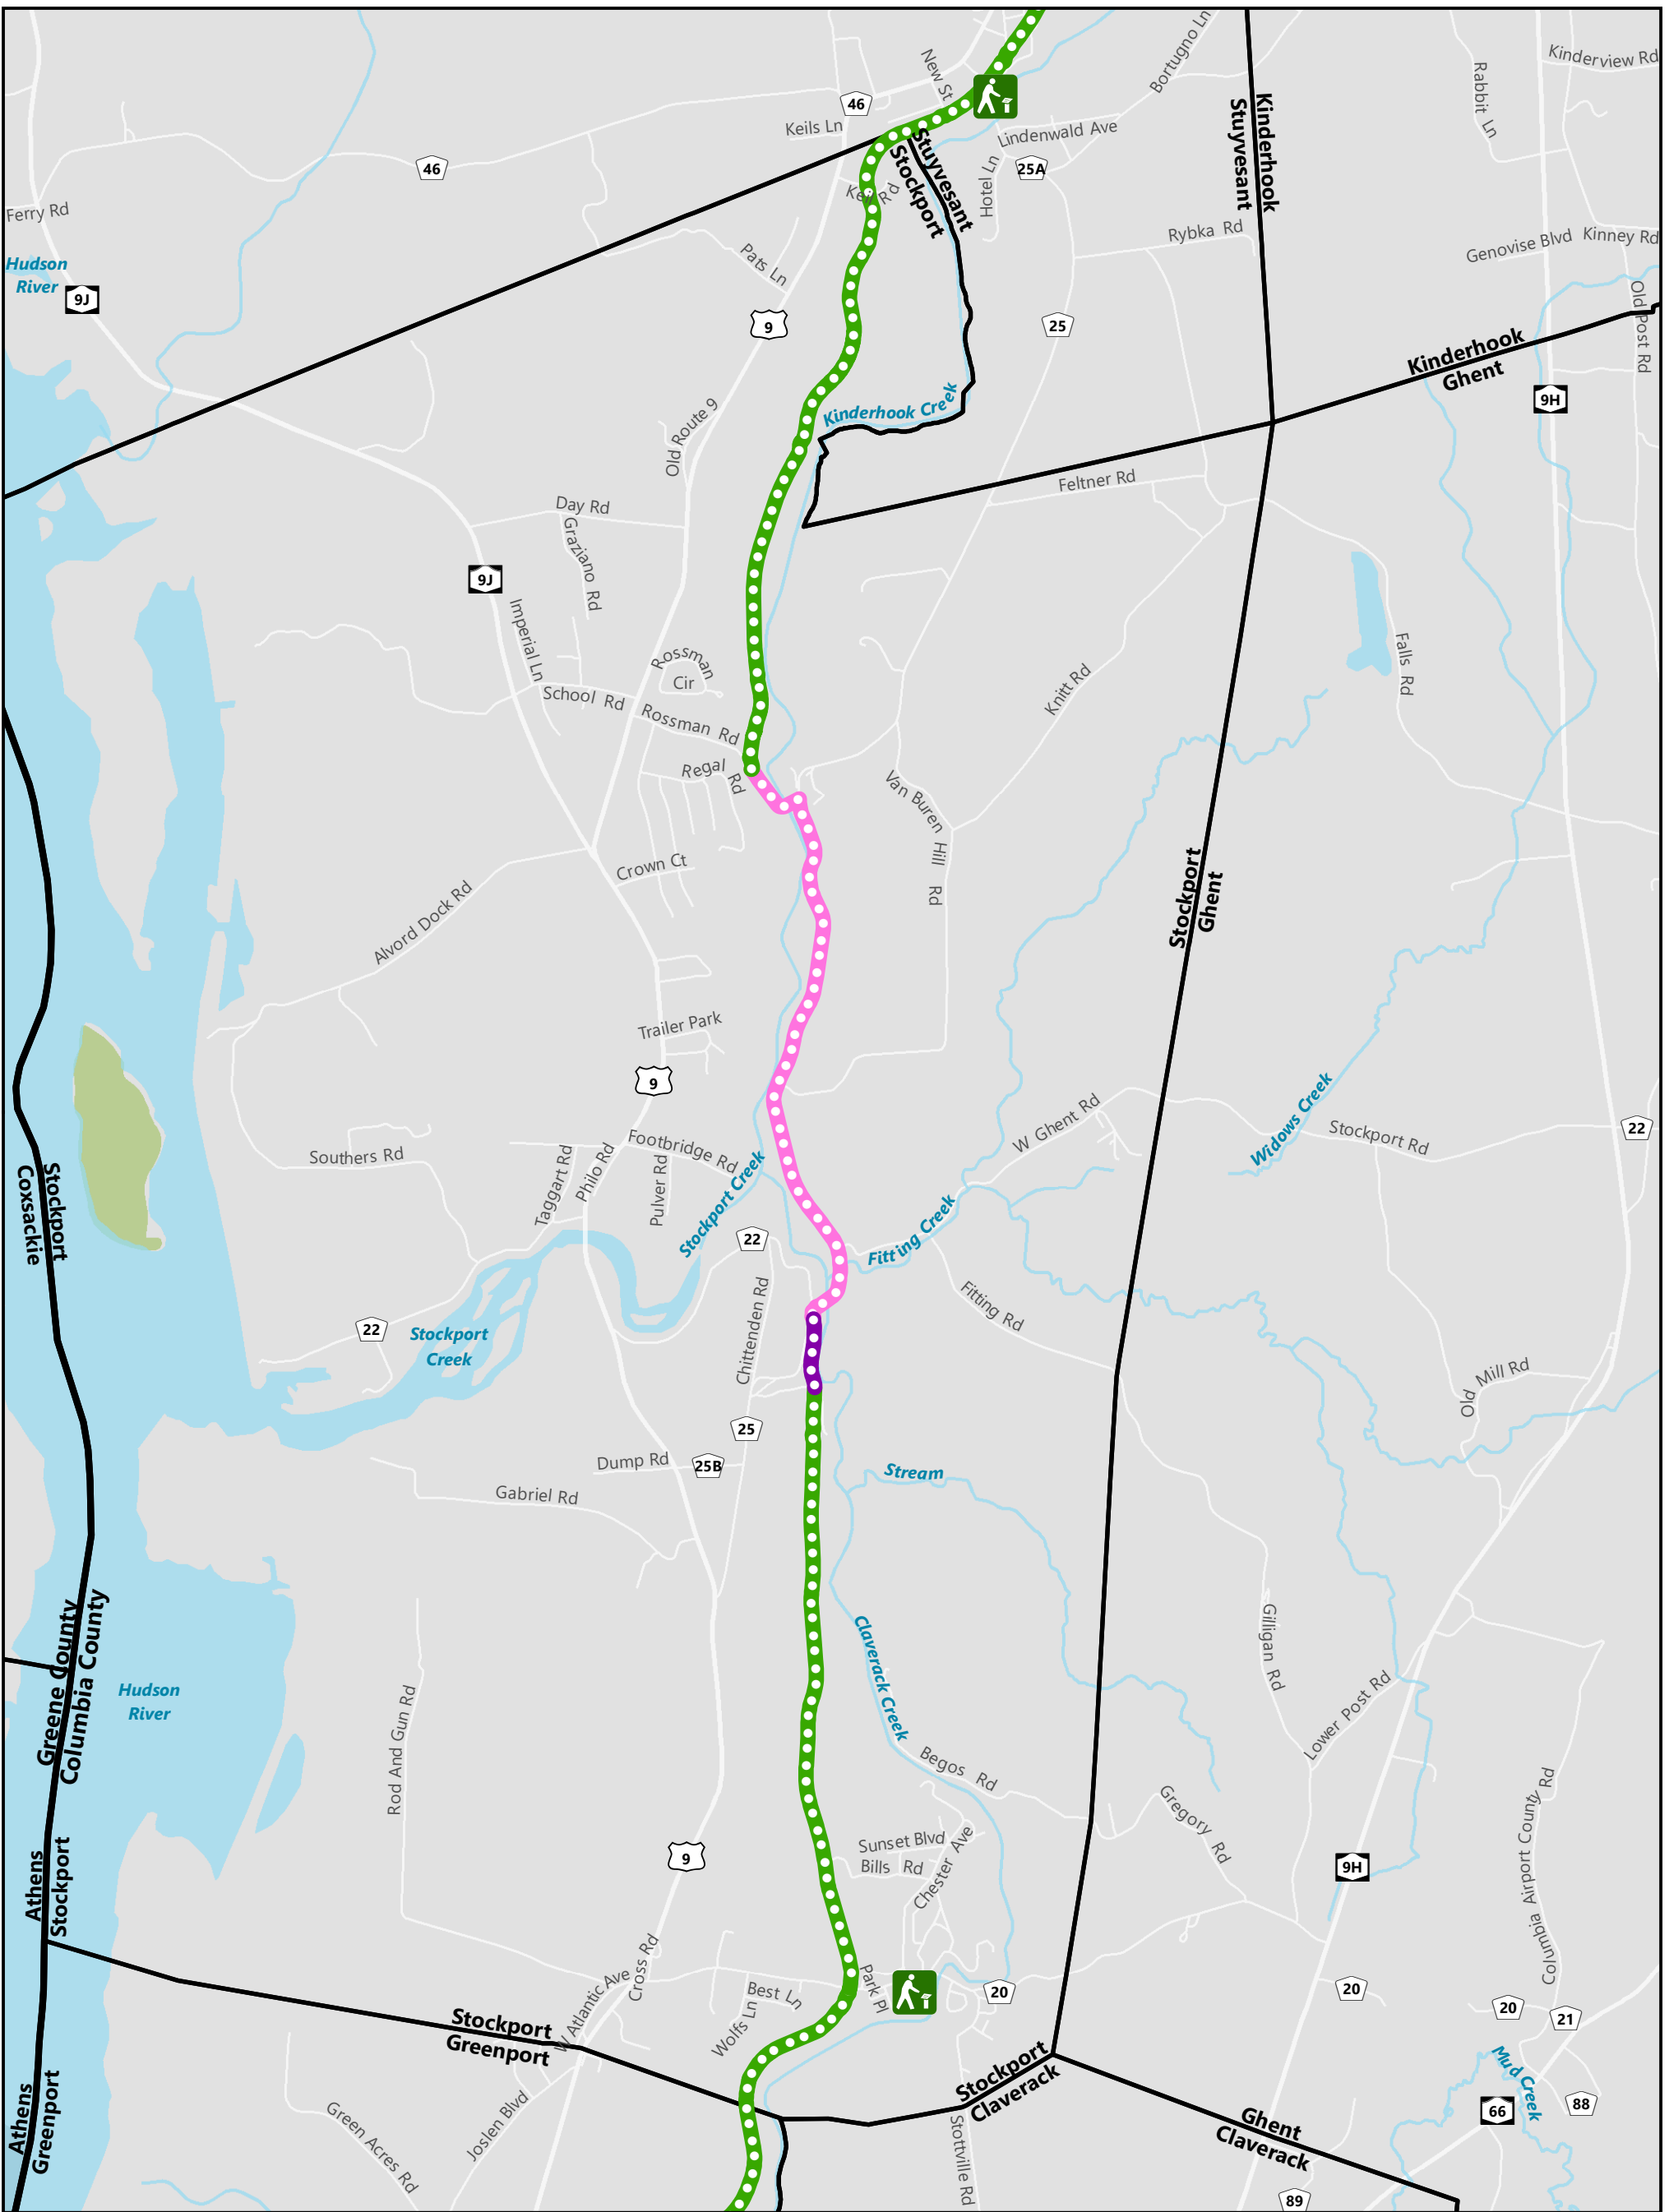 New St
Bortugno Ln
Kinderview Rd
Rabbit Ln
46
Keils Ln
Lindenwald Ave
Kinderhook
Stuyvesant
46
25A
Stuyvesant
Stockport
Keil Rd
Hotel Ln
Ferry Rd
Rybka Rd
Genovise Blvd
Kinney Rd
Hudson
River
9J
Pats Ln
9
25
Old Post Rd
Kinderhook
Ghent
9H
Kinderhook Creek
Old Route 9
Feltner Rd
Day Rd
Graziano Rd
9J
Imperial Ln
Rossman
Cir
School Rd
Rossman Rd
Knitt Rd
Falls Rd
Regal Rd
Van Buren Hill Rd
Crown Ct
Alvord Dock Rd
Stockport
Ghent
Trailer Park
9
Footbridge Rd
W Ghent Rd
Widows Creek
Stockport Rd
22
Southers Rd
Taggart Rd
Philo Rd
Pulver Rd
Stockport Creek
Stockport
Coxsackie
22
Fitting Creek
Fitting Rd
22
Stockport
Creek
Chittenden Rd
Old Mill Rd
25
Dump Rd
25B
Stream
Gabriel Rd
Greene County
Columbia County
Hudson
River
Rod And Gun Rd
Claverack Creek
Gilligan Rd
Lower Post Rd
Begos Rd
Gregory Rd
Columbia Airport County Rd
Sunset Blvd
Bills Rd
Chester Ave
9
9H
Athens
Stockport
Cross Rd
W Atlantic Ave
Best Ln
Wolfs Ln
Park Pl
20
20
20
21
Stockport
Greenport
Stockport
Claverack
Mud Creek
88
66
Athens
Greenport
Green Acres Rd
Joslen Blvd
Stottville Rd
Ghent
Claverack
89